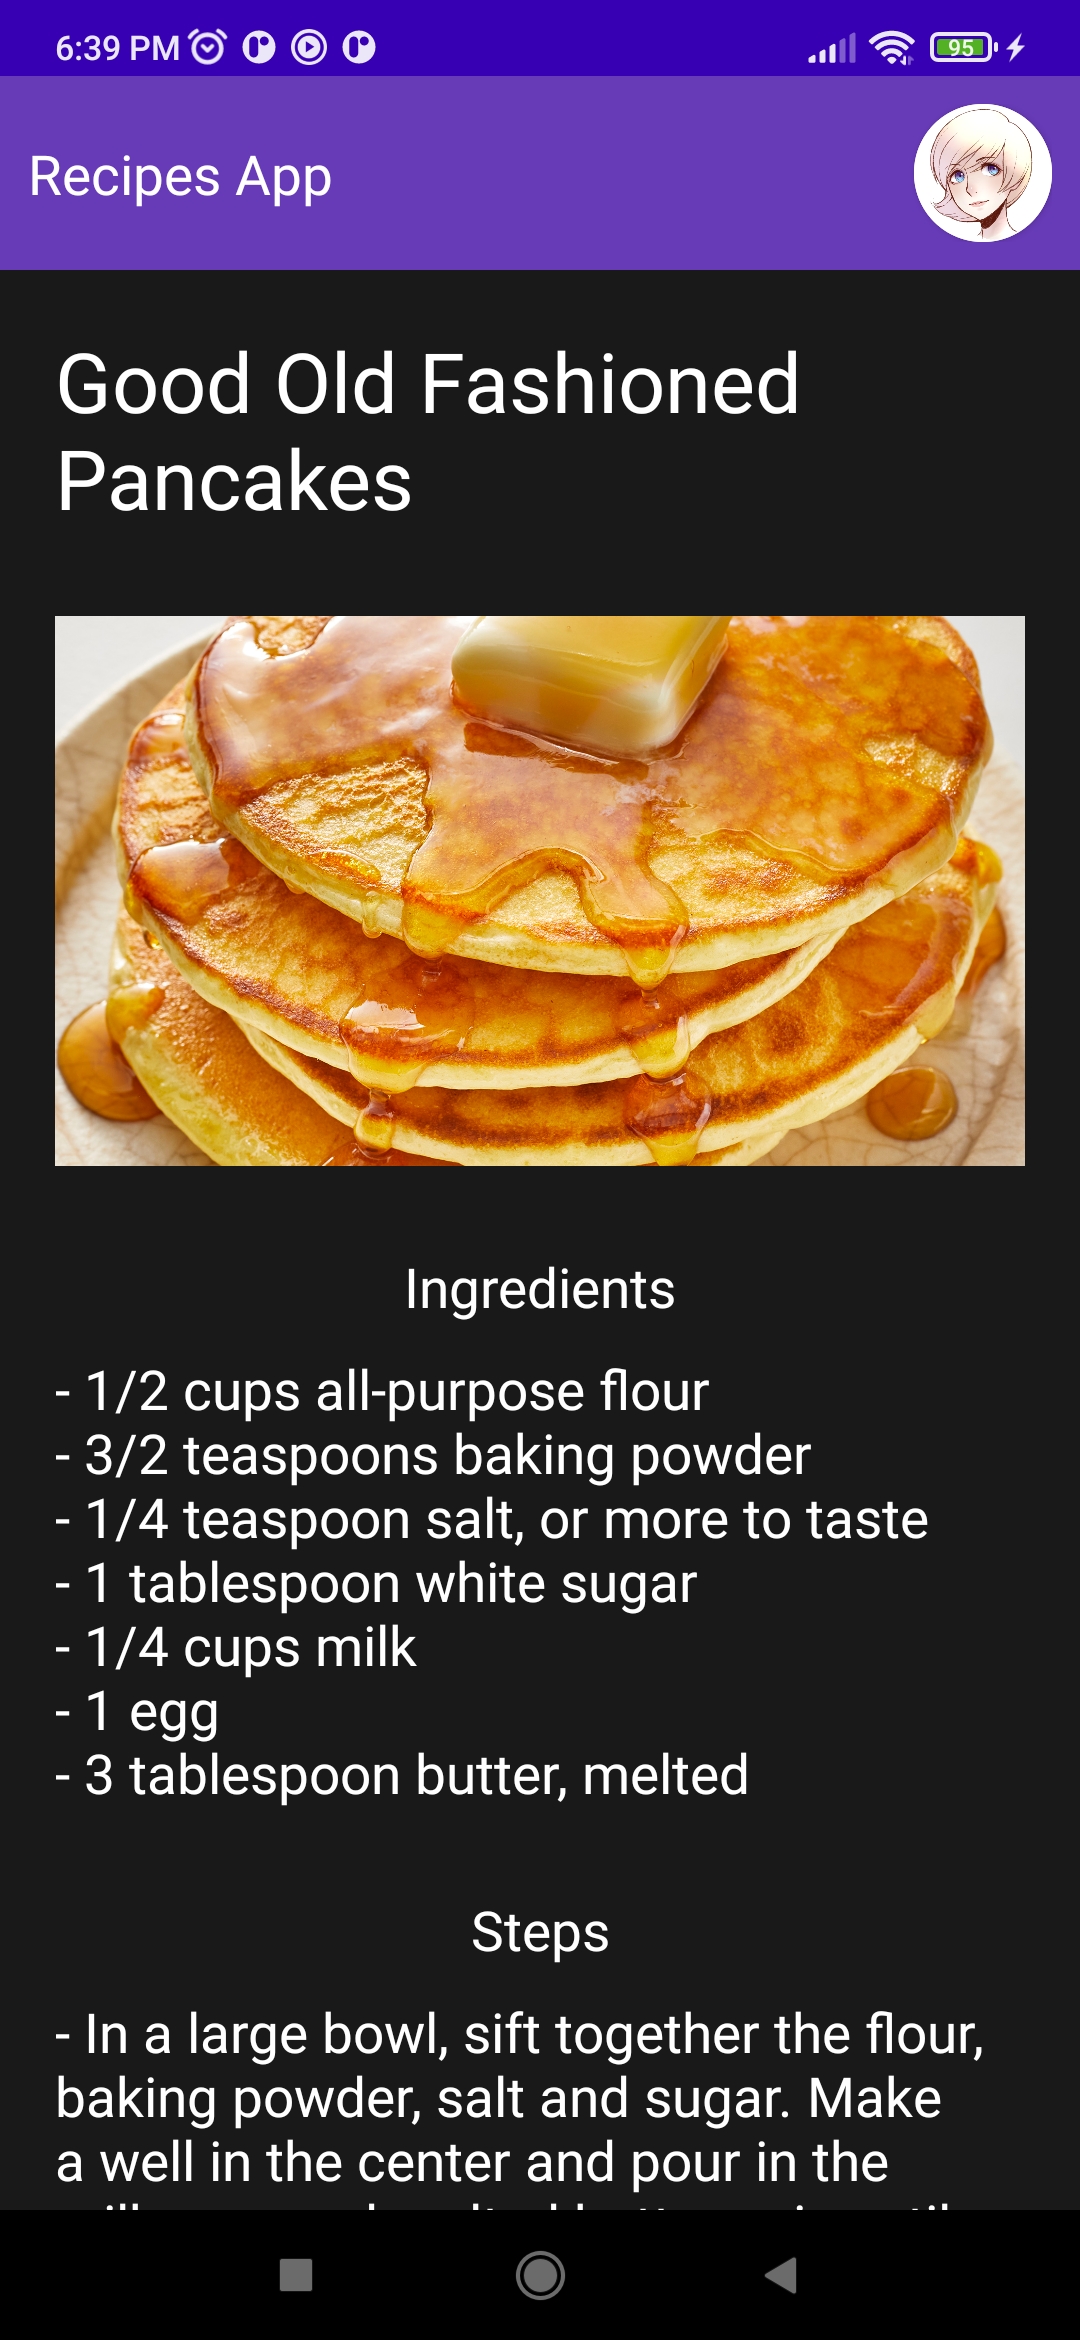 6:39 PM
95
Recipes App
Good Old Fashioned
Pancakes
Ingredients
- 1/2 cups all-purpose flour
- 3/2 teaspoons baking powder
- 1/4 teaspoon salt, or more to taste
- 1 tablespoon white sugar
- 1/4 cups milk
- 1 egg
- 3 tablespoon butter, melted
Steps
- In a large bowl, sift together the flour,
baking powder, salt and sugar. Make
a well in the center and pour in the